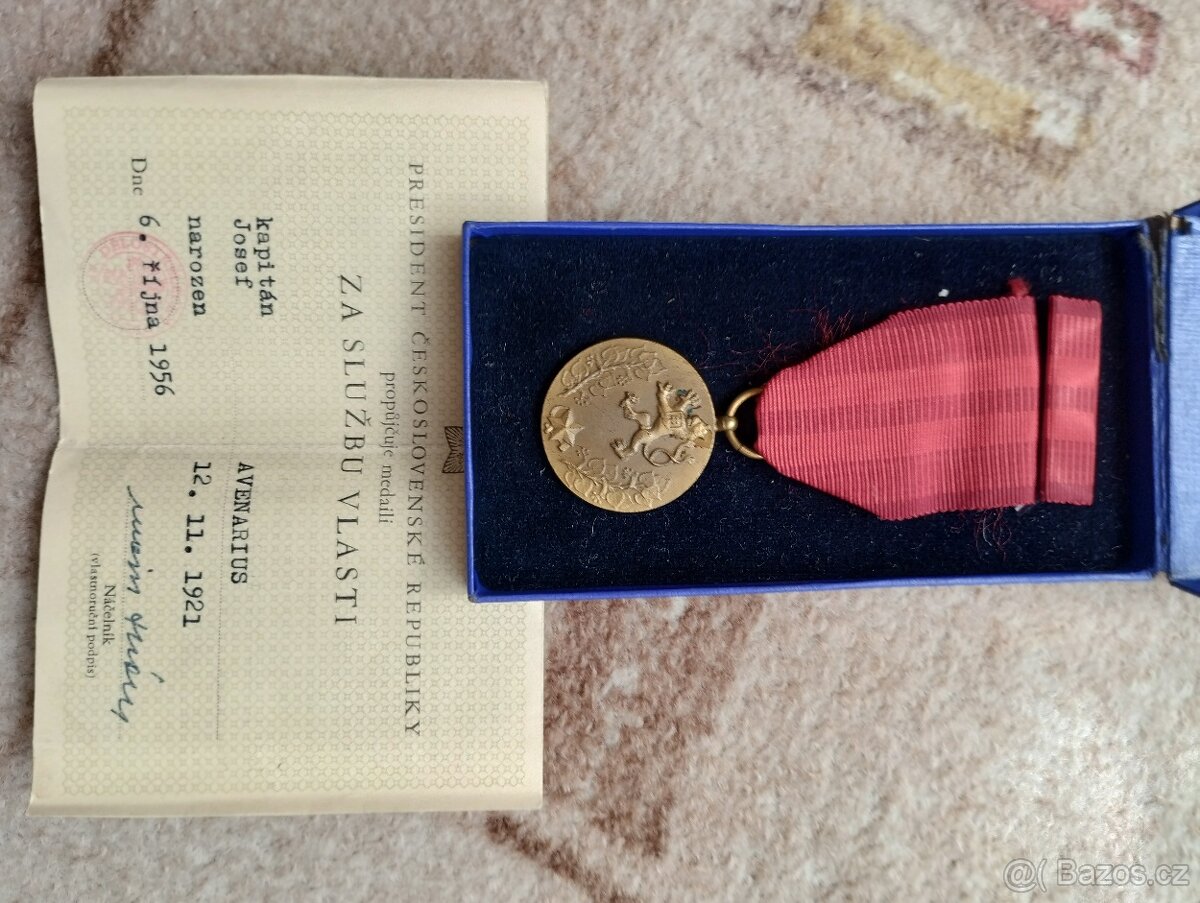 PRESIDENT ČESKOSLOVENSKÉ REPUBLIKY
propůjčuje medaili
ZA SLUŽBU VLASTI
kapitán
Josef AVENARIUS
narozen 12. 11. 1921
Dne 6. října 1956
Náčelník
(vlastnoruční podpis)
@( Bazos.cz